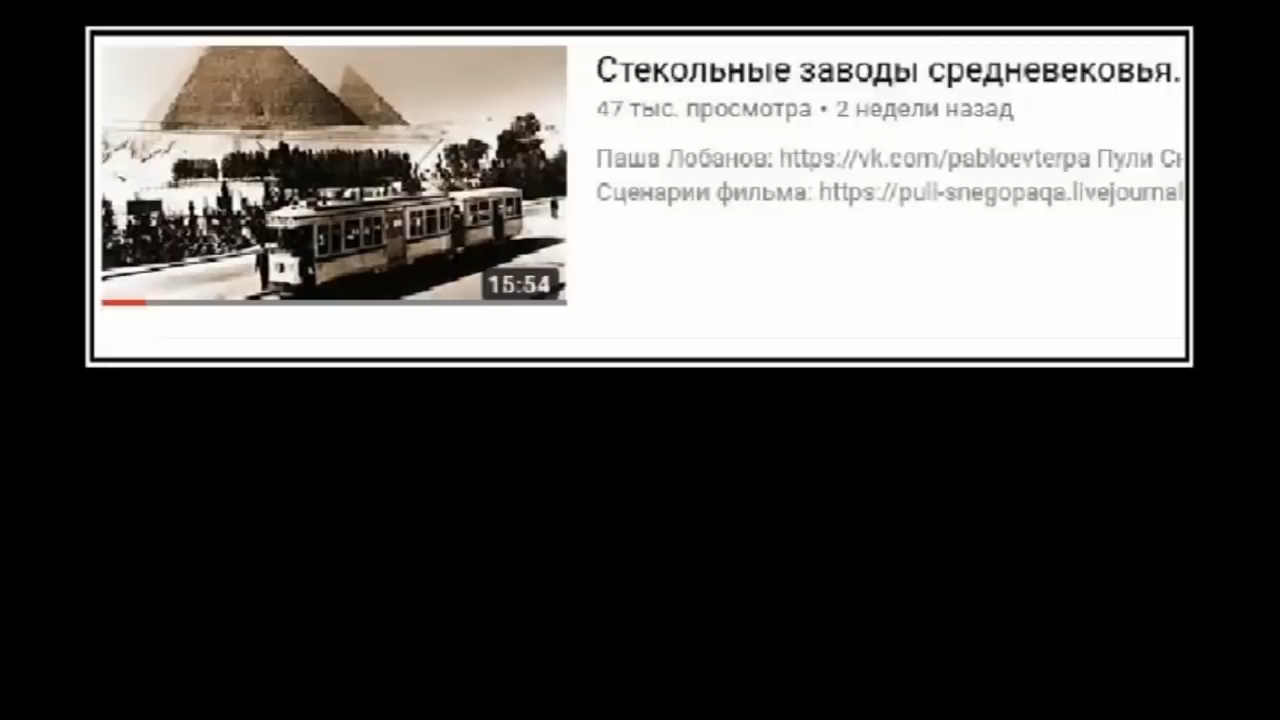 Стекольные заводы средневековья.
47 тыс. просмотра • 2 недели назад
Паша Лобанов: https://vk.com/pabloevterpa Пули
Сценарии фильма: https://puli-snegopaqa.livejournal
15:54